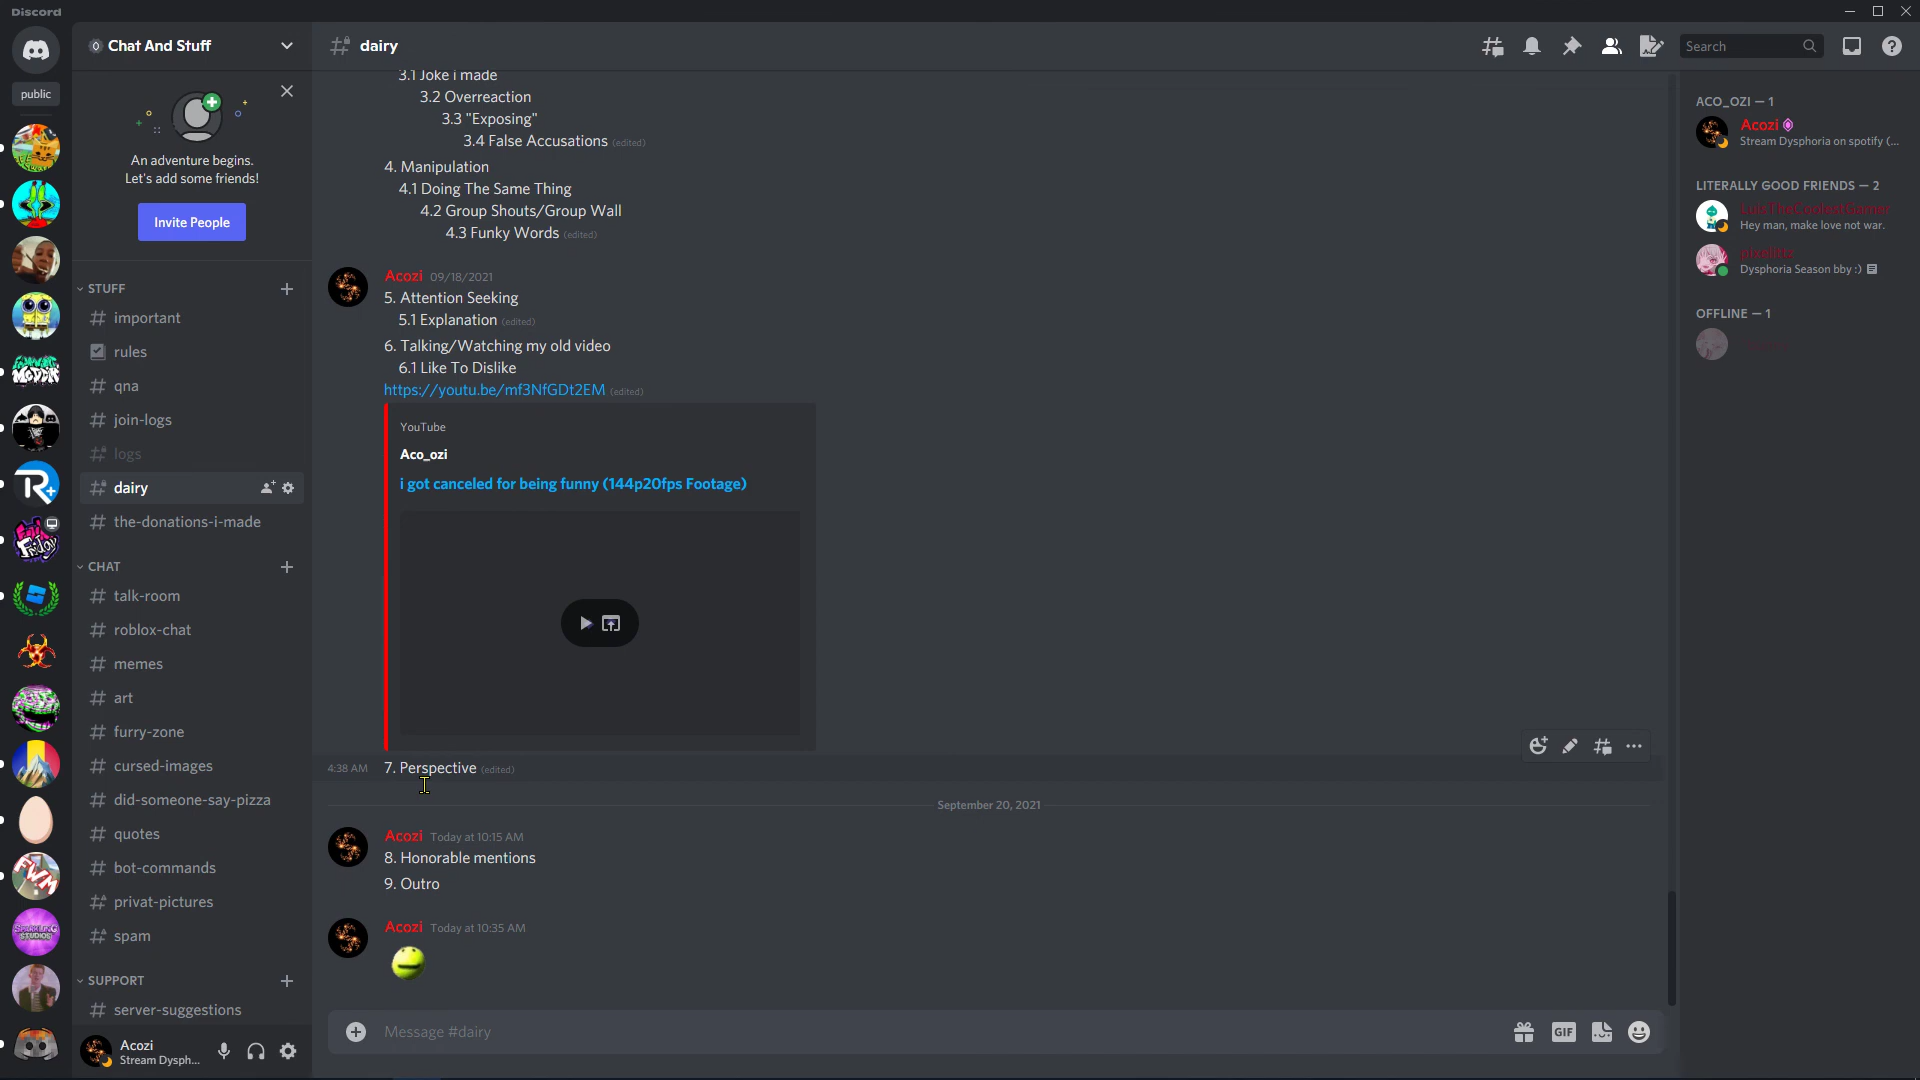 Discord
public
Chat And Stuff
An adventure begins.
Let's add some friends!
Invite People
STUFF
important
rules
qna
join-logs
logs
dairy
the-donations-i-made
CHAT
talk-room
roblox-chat
memes
art
furry-zone
cursed-images
did-someone-say-pizza
quotes
bot-commands
privat-pictures
spam
SUPPORT
server-suggestions
Acozi
Stream Dysph...
dairy
Search
3.1 Joke i made
3.2 Overreaction
3.3 "Exposing"
3.4 False Accusations (edited)
4. Manipulation
4.1 Doing The Same Thing
4.2 Group Shouts/Group Wall
4.3 Funky Words (edited)
Acozi 09/18/2021
5. Attention Seeking
5.1 Explanation (edited)
6. Talking/Watching my old video
6.1 Like To Dislike
https://youtu.be/mf3NfGDt2EM (edited)
YouTube
Aco_ozi
i got canceled for being funny (144p20fps Footage)
4:38 AM 7. Perspective (edited)
September 20, 2021
Acozi Today at 10:15 AM
8. Honorable mentions
9. Outro
Acozi Today at 10:35 AM
Message #dairy
GIF
ACO_OZI — 1
Acozi
Stream Dysphoria on spotify (...
LITERALLY GOOD FRIENDS — 2
Hey man, make love not war.
Dysphoria Season bby :)
OFFLINE — 1